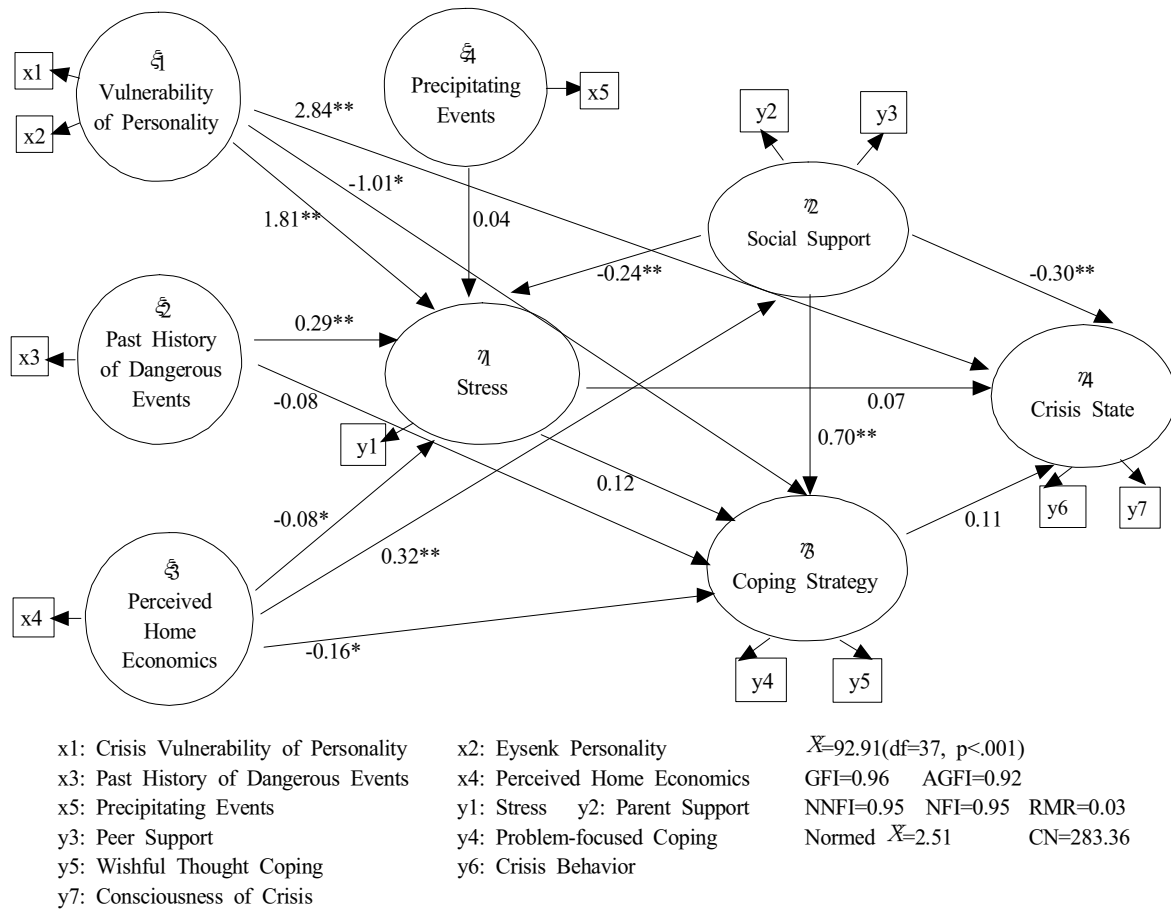 ξ1
Vulnerability
of Personality
x1
x2
ξ4
Precipitating
Events
x5
y2
y3
η2
Social Support
2.84**
-1.01*
1.81**
0.04
-0.24**
-0.30**
ξ2
Past History
of Dangerous
Events
x3
0.29**
-0.08
η1
Stress
y1
0.07
η4
Crisis State
y6
y7
0.70**
0.12
0.11
-0.08*
0.32**
-0.16*
ξ3
Perceived
Home
Economics
x4
η3
Coping Strategy
y4
y5
x1: Crisis Vulnerability of Personality x2: Eysenk Personality X=92.91(df=37, p<.001)
x3: Past History of Dangerous Events x4: Perceived Home Economics GFI=0.96 AGFI=0.92
x5: Precipitating Events y1: Stress y2: Parent Support NNFI=0.95 NFI=0.95 RMR=0.03
y3: Peer Support y4: Problem-focused Coping Normed X=2.51 CN=283.36
y5: Wishful Thought Coping y6: Crisis Behavior
y7: Consciousness of Crisis